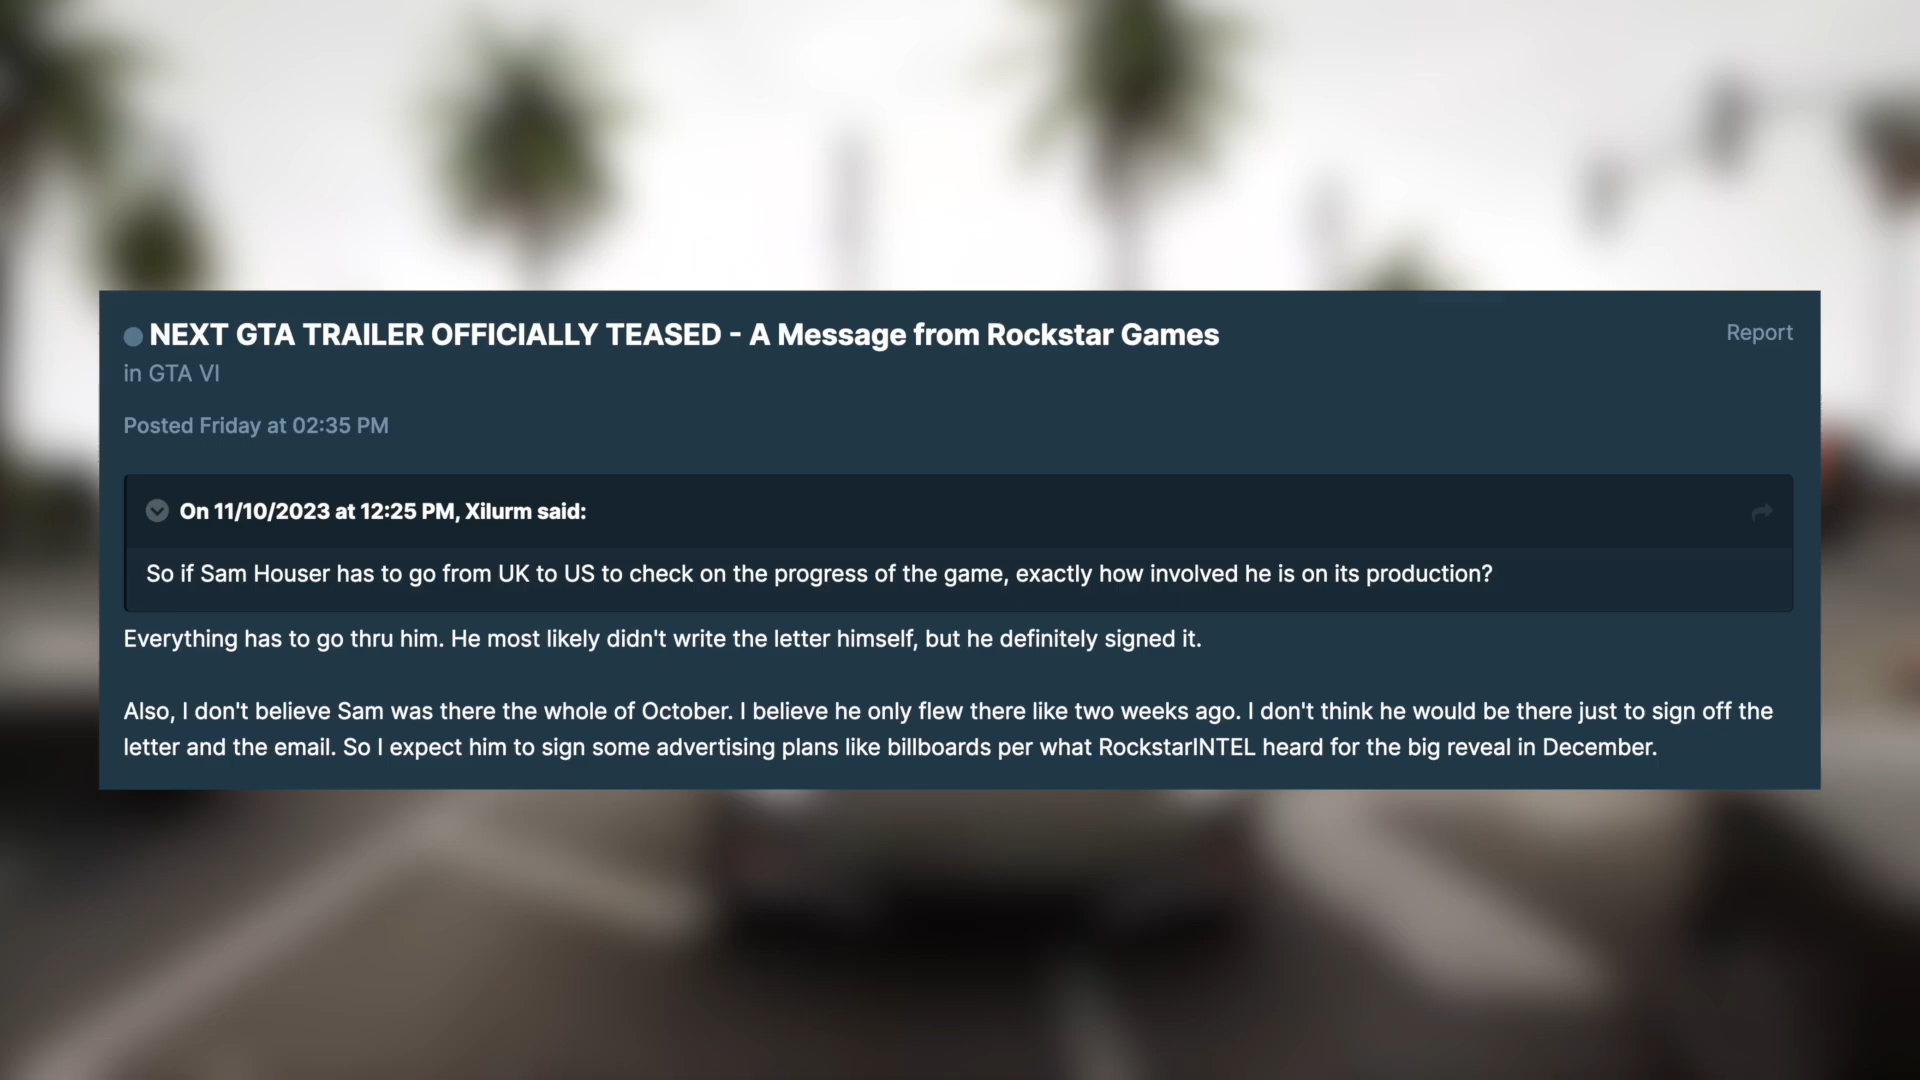 NEXT GTA TRAILER OFFICIALLY TEASED - A Message from Rockstar Games
Report
in GTA VI
Posted Friday at 02:35 PM
On 11/10/2023 at 12:25 PM, Xilurm said:
So if Sam Houser has to go from UK to US to check on the progress of the game, exactly how involved he is on its production?
Everything has to go thru him. He most likely didn't write the letter himself, but he definitely signed it.
Also, I don't believe Sam was there the whole of October. I believe he only flew there like two weeks ago. I don't think he would be there just to sign off the
letter and the email. So I expect him to sign some advertising plans like billboards per what RockstarINTEL heard for the big reveal in December.